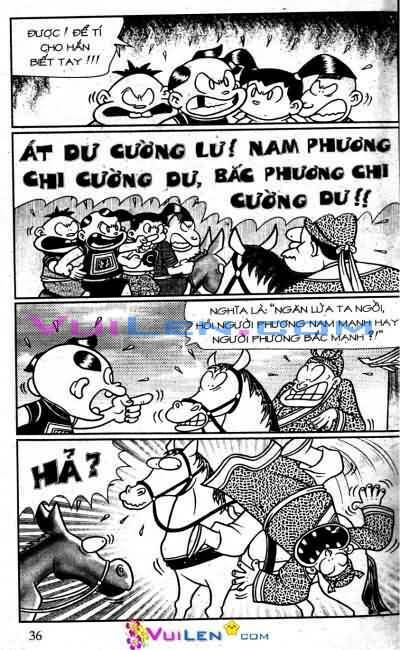 ĐƯỢC! ĐỂ TÍ
CHO HẮN
BIẾT TAY!!!
ÁT DƯ CƯỜNG LƯ! NAM PHƯƠNG
CHI CƯỜNG DƯ, BẮC PHƯƠNG CHI
CƯỜNG DƯ!!
NGHĨA LÀ: "NGĂN LỪA TA NGỒI,
HỎI NGƯỜI PHƯƠNG NAM MẠNH HAY
NGƯỜI PHƯƠNG BẮC MẠNH?!"
VuiLen.com
HẢ?
36
VUILEN.COM